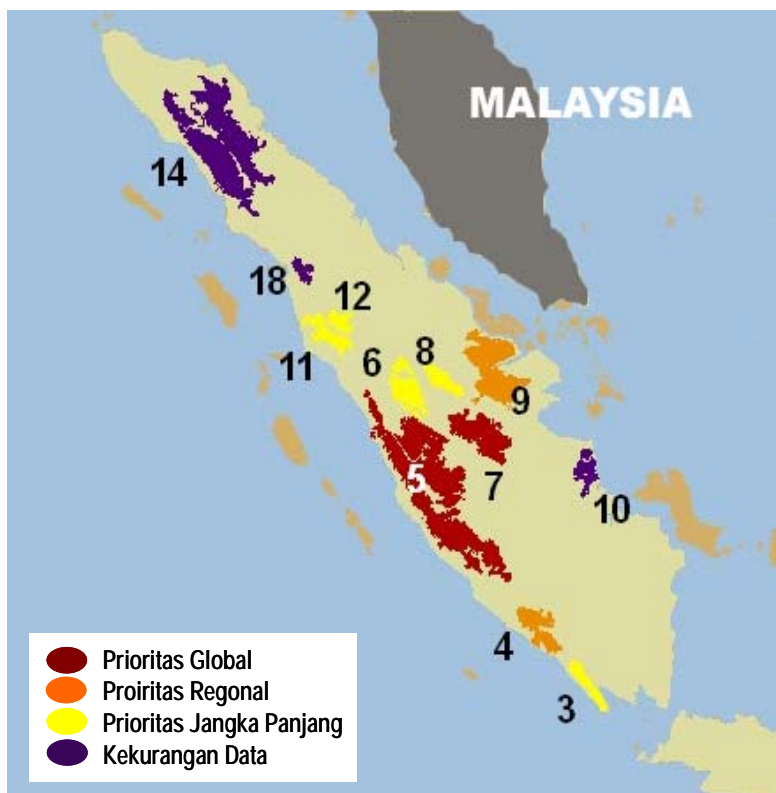 MALAYSIA
14
18
12
11
6
8
9
5
7
10
4
3
Prioritas Global
Proiritas Regonal
Prioritas Jangka Panjang
Kekurangan Data